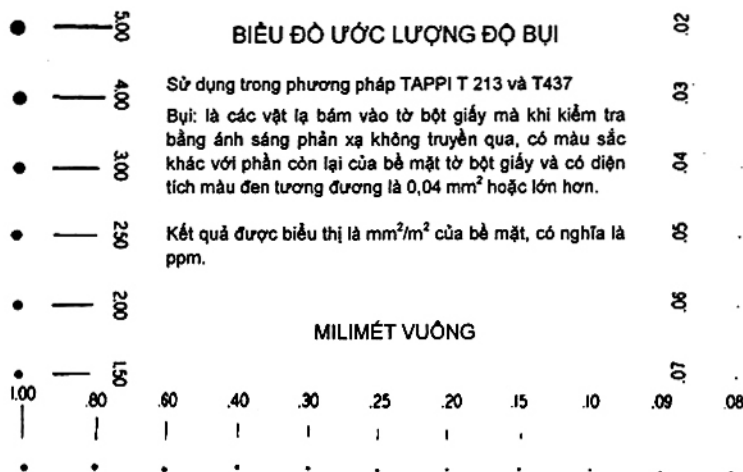 5.00
BIỂU ĐỒ ƯỚC LƯỢNG ĐỘ BỤI
.02
4.00
Sử dụng trong phương pháp TAPPI T 213 và T437
.03
Bụi: là các vật lạ bám vào tờ bột giấy mà khi kiểm tra
bằng ánh sáng phản xạ không truyền qua, có màu sắc
3.00
khác với phần còn lại của bề mặt tờ bột giấy và có diện
.04
tích màu đen tương đương là 0,04 mm² hoặc lớn hơn.
2.50
Kết quả được biểu thị là mm²/m² của bề mặt, có nghĩa là
.05
ppm.
2.00
.06
MILIMÉT VUÔNG
1.50
.07
1.00 .80 .60 .40 .30 .25 .20 .15 .10 .09 .08